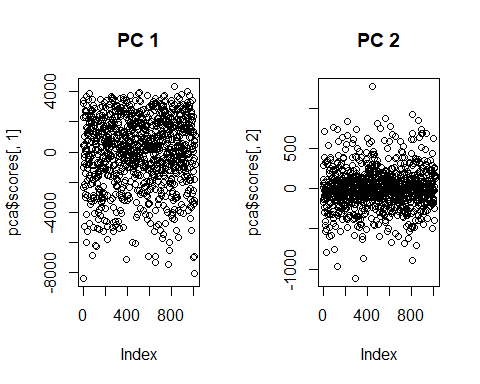 PC 1
PC 2
pca$scores[, 1]
4000
0
-4000
-8000
0
400
800
Index
pca$scores[, 2]
500
0
-1000
0
400
800
Index